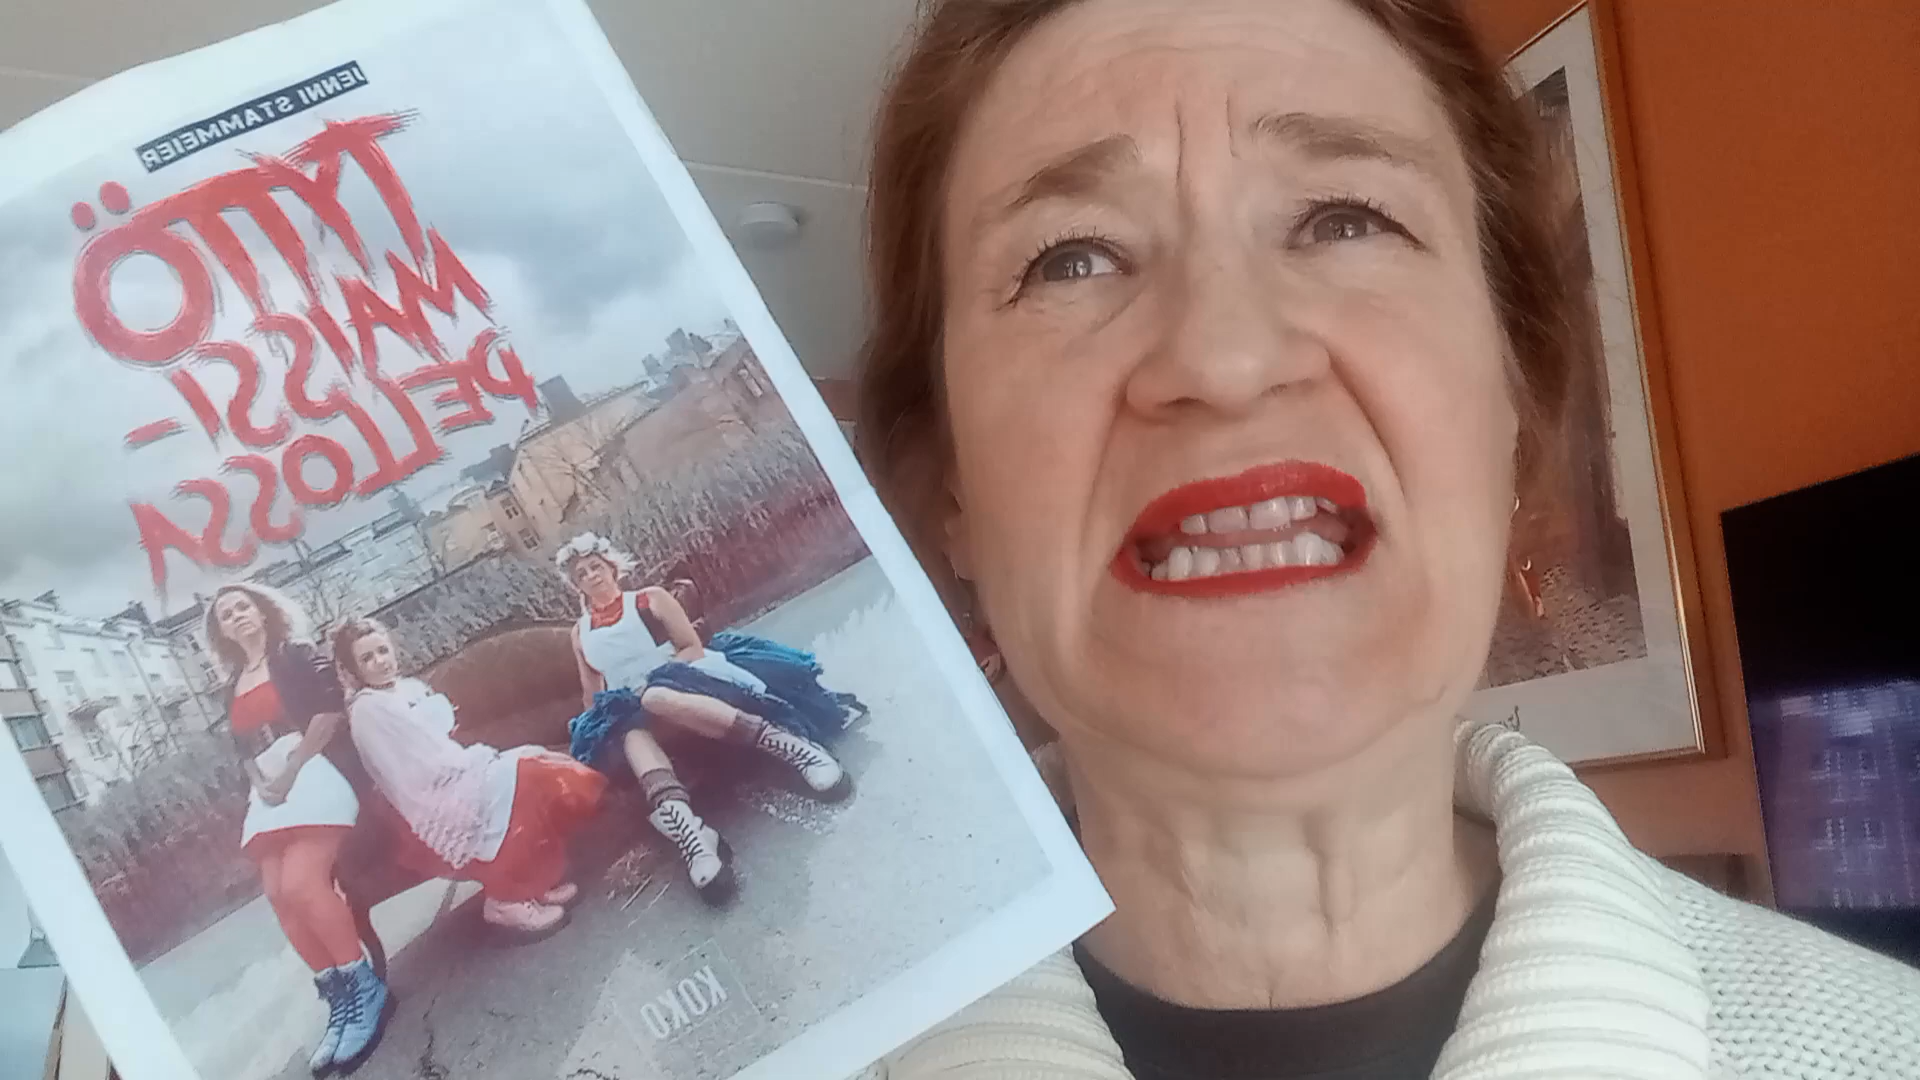 JENNI STAMMEIER
TYTTÖ
MAISSI-
PELLOSSA
KOKO